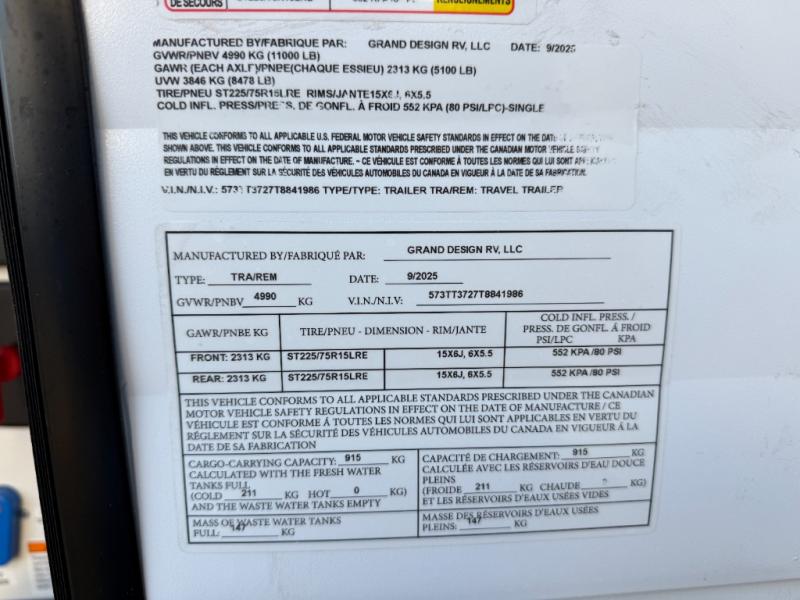 DE SECOURS
RENSEIGNEMENTS
MANUFACTURED BY/FABRIQUE PAR: GRAND DESIGN RV, LLC DATE: 9/2025
GVWR/PNBV 4990 KG (11000 LB)
GAWR (EACH AXLE)/PNBE(CHAQUE ESSIEU) 2313 KG (5100 LB)
UVW 3846 KG (8478 LB)
TIRE/PNEU ST225/75R15LRE RIMS/JANTE15X6J, 6X5.5
COLD INFL. PRESS/PRESS. DE GONFL. À FROID 552 KPA (80 PSI/LPC)-SINGLE
THIS VEHICLE CONFORMS TO ALL APPLICABLE U.S. FEDERAL MOTOR VEHICLE SAFETY STANDARDS IN EFFECT ON THE DATE
SHOWN ABOVE. THIS VEHICLE CONFORMS TO ALL APPLICABLE STANDARDS PRESCRIBED UNDER THE CANADIAN MOTOR VEHICLE SAFETY
REGULATIONS IN EFFECT ON THE DATE OF MANUFACTURE. – CE VÉHICULE EST CONFORME À TOUTES LES NORMES QUI LUI SONT
EN VERTU DU RÈGLEMENT SUR LA SÉCURITÉ DES VÉHICULES AUTOMOBILES DU CANADA EN VIGUEUR À LA DATE DE SA FABRICATION.
V.I.N./N.I.V.: 573TT3727T8841986 TYPE/TYPE: TRAILER TRA/REM: TRAVEL TRAILER
MANUFACTURED BY/FABRIQUÉ PAR: GRAND DESIGN RV, LLC
TYPE: TRA/REM DATE: 9/2025
GVWR/PNBV 4990 KG V.I.N./N.I.V: 573TT3727T8841986
GAWR/PNBE KG TIRE/PNEU - DIMENSION - RIM/JANTE COLD INFL. PRESS. /
PRESS. DE GONFL. À FROID
PSI/LPC KPA
FRONT: 2313 KG ST225/75R15LRE 15X6J, 6X5.5 552 KPA /80 PSI
REAR: 2313 KG ST225/75R15LRE 15X6J, 6X5.5 552 KPA /80 PSI
THIS VEHICLE CONFORMS TO ALL APPLICABLE STANDARDS PRESCRIBED UNDER THE CANADIAN
MOTOR VEHICLE SAFETY REGULATIONS IN EFFECT ON THE DATE OF MANUFACTURE / CE
VÉHICULE EST CONFORME À TOUTES LES NORMES QUI LUI SONT APPLICABLES EN VERTU DU
RÈGLEMENT SUR LA SÉCURITÉ DES VÉHICULES AUTOMOBILES DU CANADA EN VIGUEUR À LA
DATE DE SA FABRICATION
CARGO-CARRYING CAPACITY: 915 KG
CALCULATED WITH THE FRESH WATER
TANKS FULL
(COLD 211 KG HOT 0 KG)
AND THE WASTE WATER TANKS EMPTY
CAPACITÉ DE CHARGEMENT: 915 KG
CALCULÉE AVEC LES RÉSERVOIRS D'EAU DOUCE
PLEINS
(FROIDE 211 KG CHAUDE KG)
ET LES RÉSERVOIRS D'EAUX USÉES VIDES
MASS OF WASTE WATER TANKS
FULL: 147 KG
MASSE DES RÉSERVOIRS D'EAUX USÉES
PLEINS: 147 KG